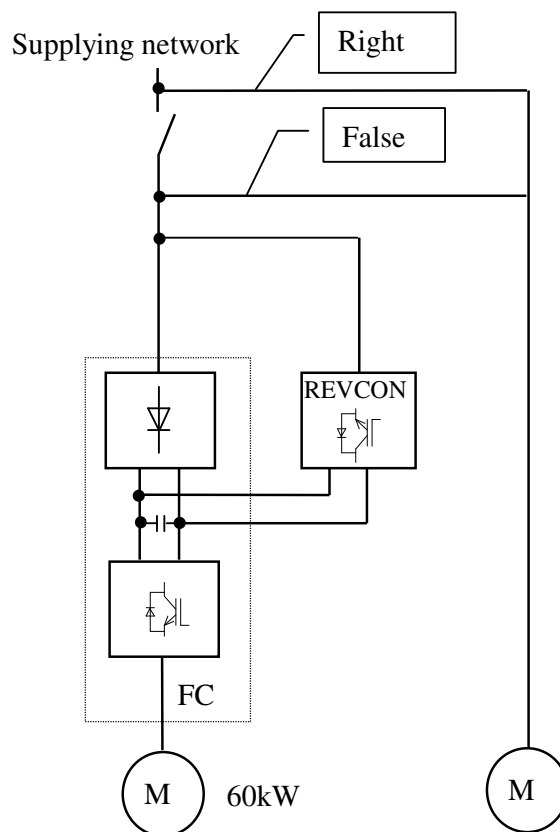 Right
Supplying network
False
REVCON
FC
M
60kW
M